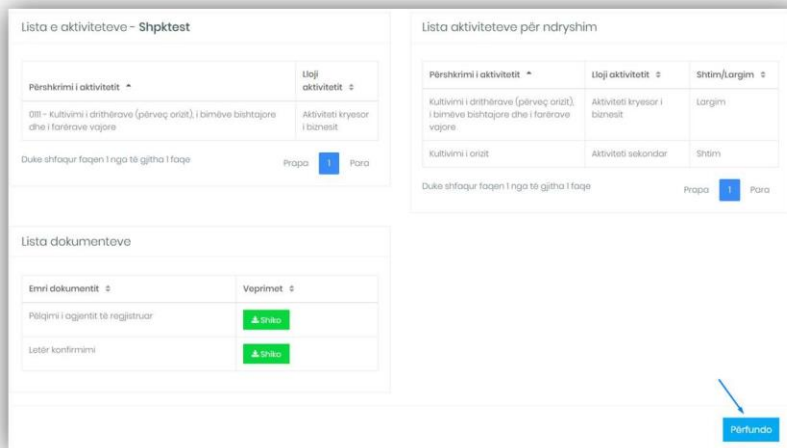 Lista e aktiviteteve - Shpktest
Përshkrimi i aktivitetit
Lloji
aktivitetit
0111 - Kultivimi i drithërave (përveç orizit), i bimëve bishtajore
dhe i farërave vajore
Aktiviteti kryesor
i biznesit
Duke shfaqur faqen 1 nga të gjitha 1 faqe
Prapa 1 Para
Lista aktiviteteve për ndryshim
Përshkrimi i aktivitetit Lloji aktivitetit Shtim/Largim
Kultivimi i drithërave (përveç orizit),
i bimëve bishtajore dhe i farërave
vajore
Aktiviteti kryesor i
biznesit
Largim
Kultivimi i orizit Aktiviteti sekondar Shtim
Duke shfaqur faqen 1 nga të gjitha 1 faqe
Prapa 1 Para
Lista dokumenteve
Emri dokumentit Veprimet
Pëlqimi i agjentit të regjistruar Shiko
Letër konfirmimi Shiko
Përfundo